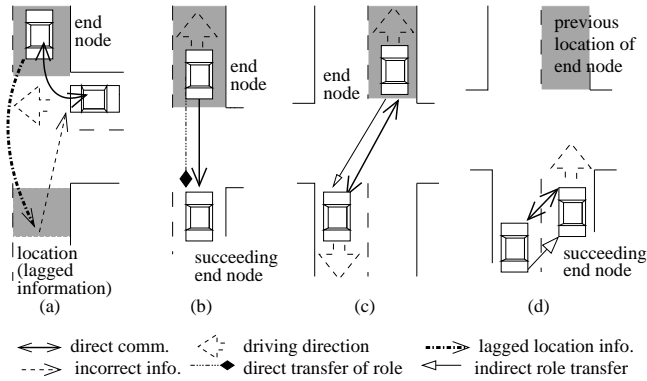 end
node
location
(lagged
information)
(a)
end
node
succeeding
end node
(b)
end
node
(c)
previous
location of
end node
succeeding
end node
(d)
direct comm.
driving direction
lagged location info.
incorrect info.
direct transfer of role
indirect role transfer